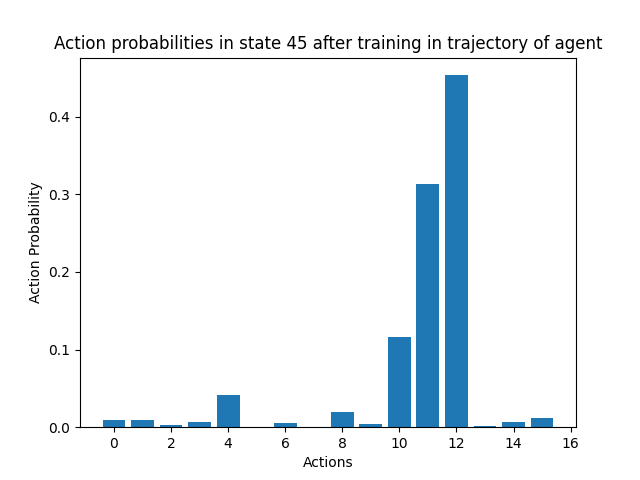 Action probabilities in state 45 after training in trajectory of agent
Action Probability
0.4
0.3
0.2
0.1
0.0
0 2 4 6 8 10 12 14 16
Actions